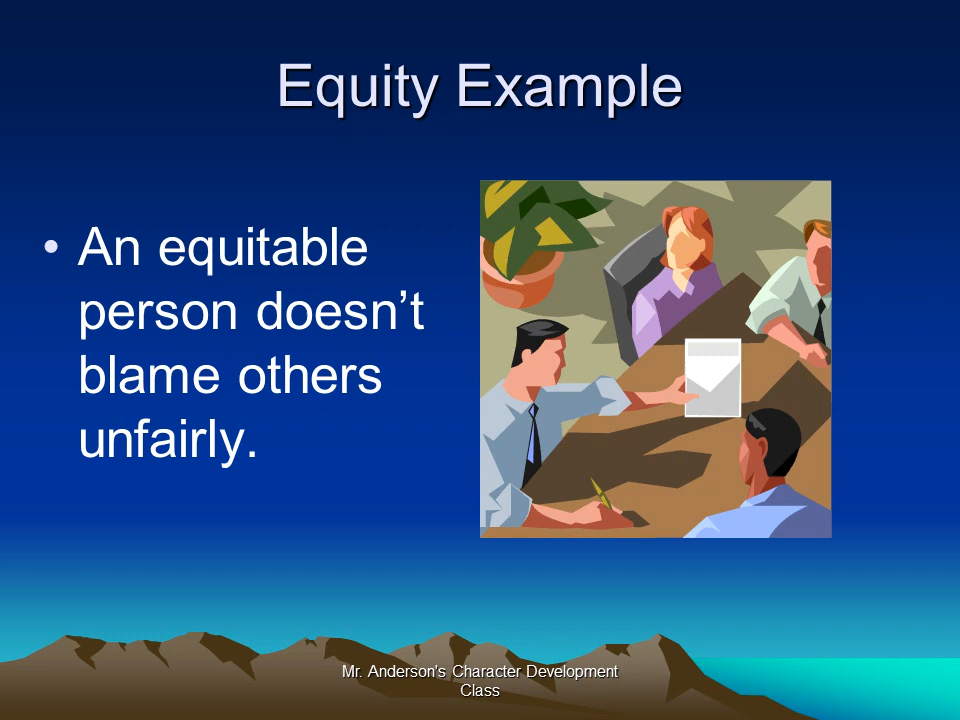 Equity Example
• An equitable
person doesn’t
blame others
unfairly.
Mr. Anderson's Character Development
Class